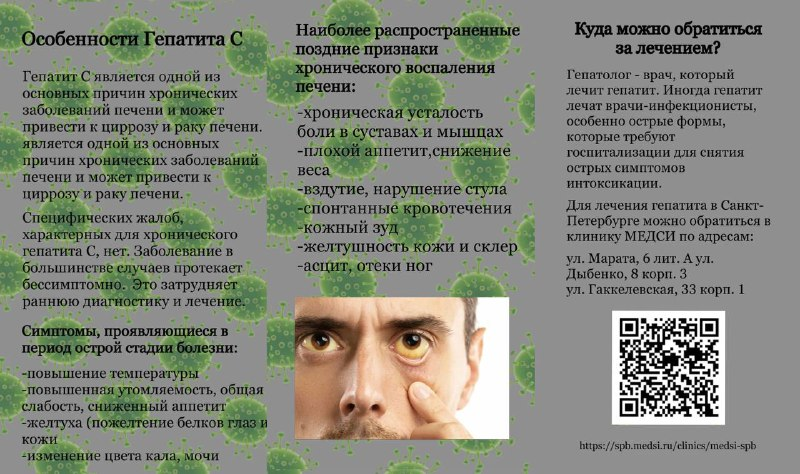 Особенности Гепатита С
Гепатит С является одной из
основных причин хронических
заболеваний печени и может
привести к циррозу и раку печени.
является одной из основных
причин хронических заболеваний
печени и может привести к
циррозу и раку печени.
Специфических жалоб,
характерных для хронического
гепатита С, нет. Заболевание в
большинстве случаев протекает
бессимптомно. Это затрудняет
раннюю диагностику и лечение.
Симптомы, проявляющиеся в
период острой стадии болезни:
-повышение температуры
-повышенная утомляемость, общая
слабость, сниженный аппетит
-желтуха (пожелтение белков глаз и
кожи
-изменение цвета кала, мочи
Наиболее распространенные
поздние признаки
хронического воспаления
печени:
-хроническая усталость
боли в суставах и мышцах
-плохой аппетит,снижение
веса
-вздутие, нарушение стула
-спонтанные кровотечения
-кожный зуд
-желтушность кожи и склер
-асцит, отеки ног
Куда можно обратиться
за лечением?
Гепатолог - врач, который
лечит гепатит. Иногда гепатит
лечат врачи-инфекционисты,
особенно острые формы,
которые требуют
госпитализации для снятия
острых симптомов
интоксикации.
Для лечения гепатита в Санкт-
Петербурге можно обратиться в
клинику МЕДСИ по адресам:
ул. Марата, 6 лит. А ул.
Дыбенко, 8 корп. 3
ул. Гаккелевская, 33 корп. 1
https://spb.medsi.ru/clinics/medsi-spb